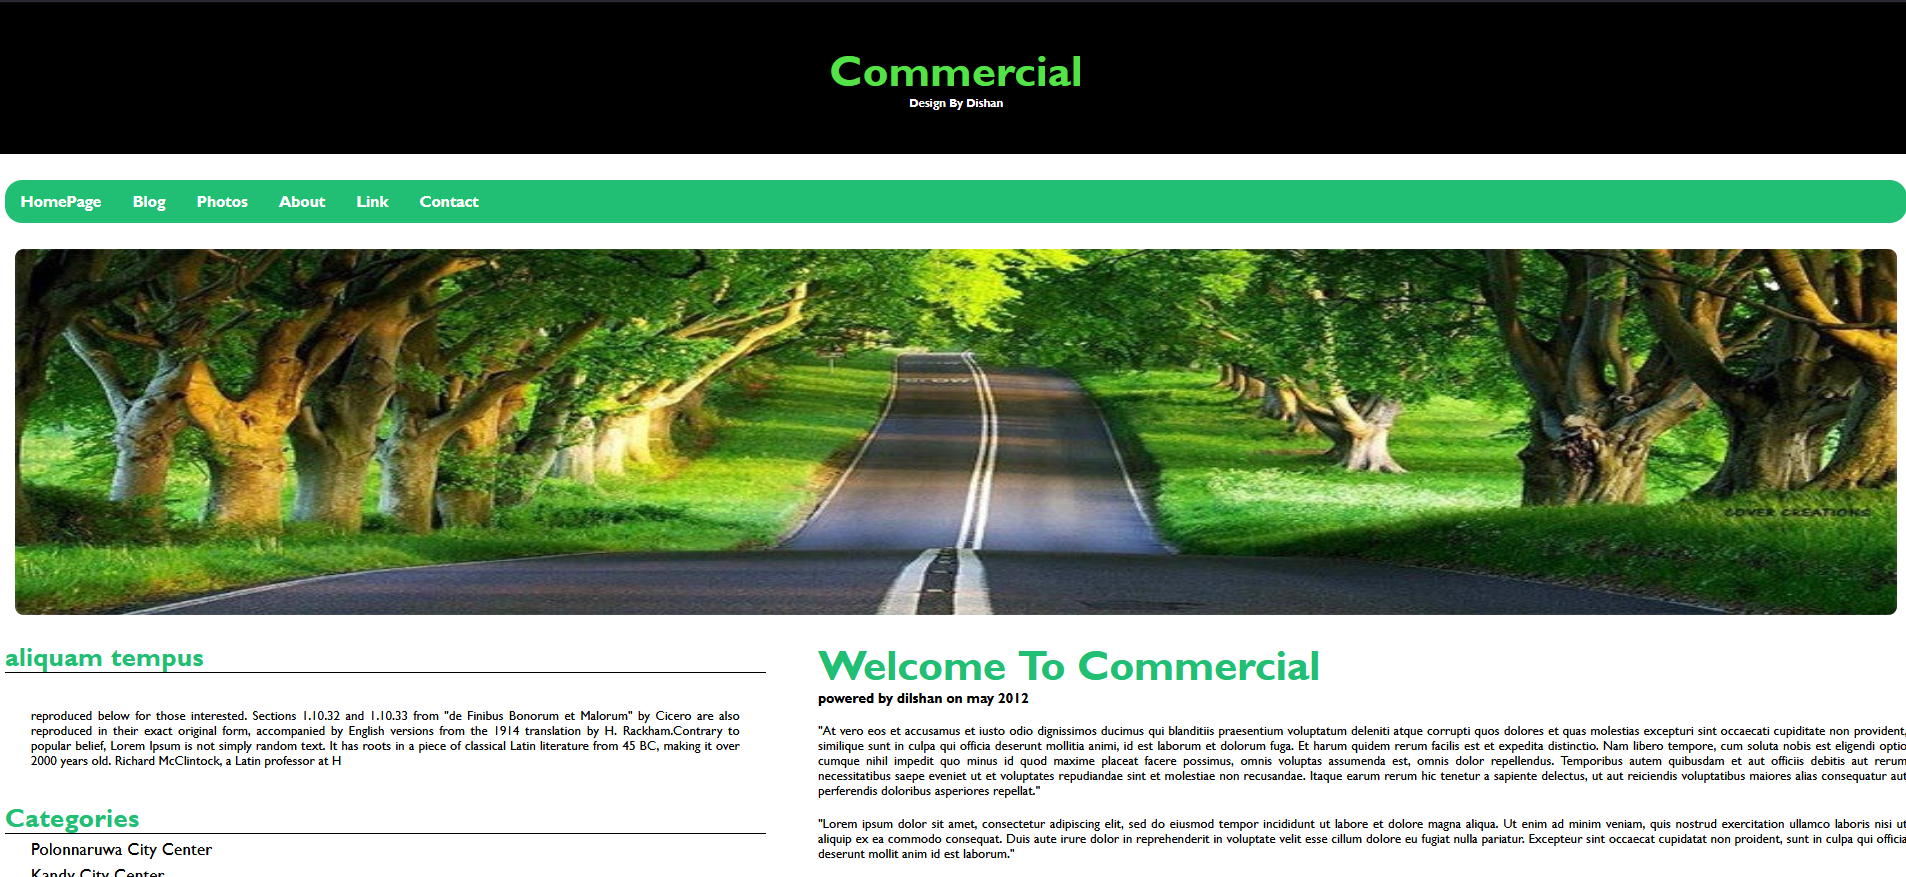 Commercial
Design By Dishan
HomePage Blog Photos About Link Contact
SLOW
COVER CREATIONS
aliquam tempus
reproduced below for those interested. Sections 1.10.32 and 1.10.33 from "de Finibus Bonorum et Malorum" by Cicero are also
reproduced in their exact original form, accompanied by English versions from the 1914 translation by H. Rackham.Contrary to
popular belief, Lorem Ipsum is not simply random text. It has roots in a piece of classical Latin literature from 45 BC, making it over
2000 years old. Richard McClintock, a Latin professor at H
Categories
Polonnaruwa City Center
Kandy City Center
Welcome To Commercial
powered by dilshan on may 2012
"At vero eos et accusamus et iusto odio dignissimos ducimus qui blanditiis praesentium voluptatum deleniti atque corrupti quos dolores et quas molestias excepturi sint occaecati cupiditate non provident,
similique sunt in culpa qui officia deserunt mollitia animi, id est laborum et dolorum fuga. Et harum quidem rerum facilis est et expedita distinctio. Nam libero tempore, cum soluta nobis est eligendi optio
cumque nihil impedit quo minus id quod maxime placeat facere possimus, omnis voluptas assumenda est, omnis dolor repellendus. Temporibus autem quibusdam et aut officiis debitis aut rerum
necessitatibus saepe eveniet ut et voluptates repudiandae sint et molestiae non recusandae. Itaque earum rerum hic tenetur a sapiente delectus, ut aut reiciendis voluptatibus maiores alias consequatur aut
perferendis doloribus asperiores repellat."
"Lorem ipsum dolor sit amet, consectetur adipiscing elit, sed do eiusmod tempor incididunt ut labore et dolore magna aliqua. Ut enim ad minim veniam, quis nostrud exercitation ullamco laboris nisi ut
aliquip ex ea commodo consequat. Duis aute irure dolor in reprehenderit in voluptate velit esse cillum dolore eu fugiat nulla pariatur. Excepteur sint occaecat cupidatat non proident, sunt in culpa qui officia
deserunt mollit anim id est laborum."